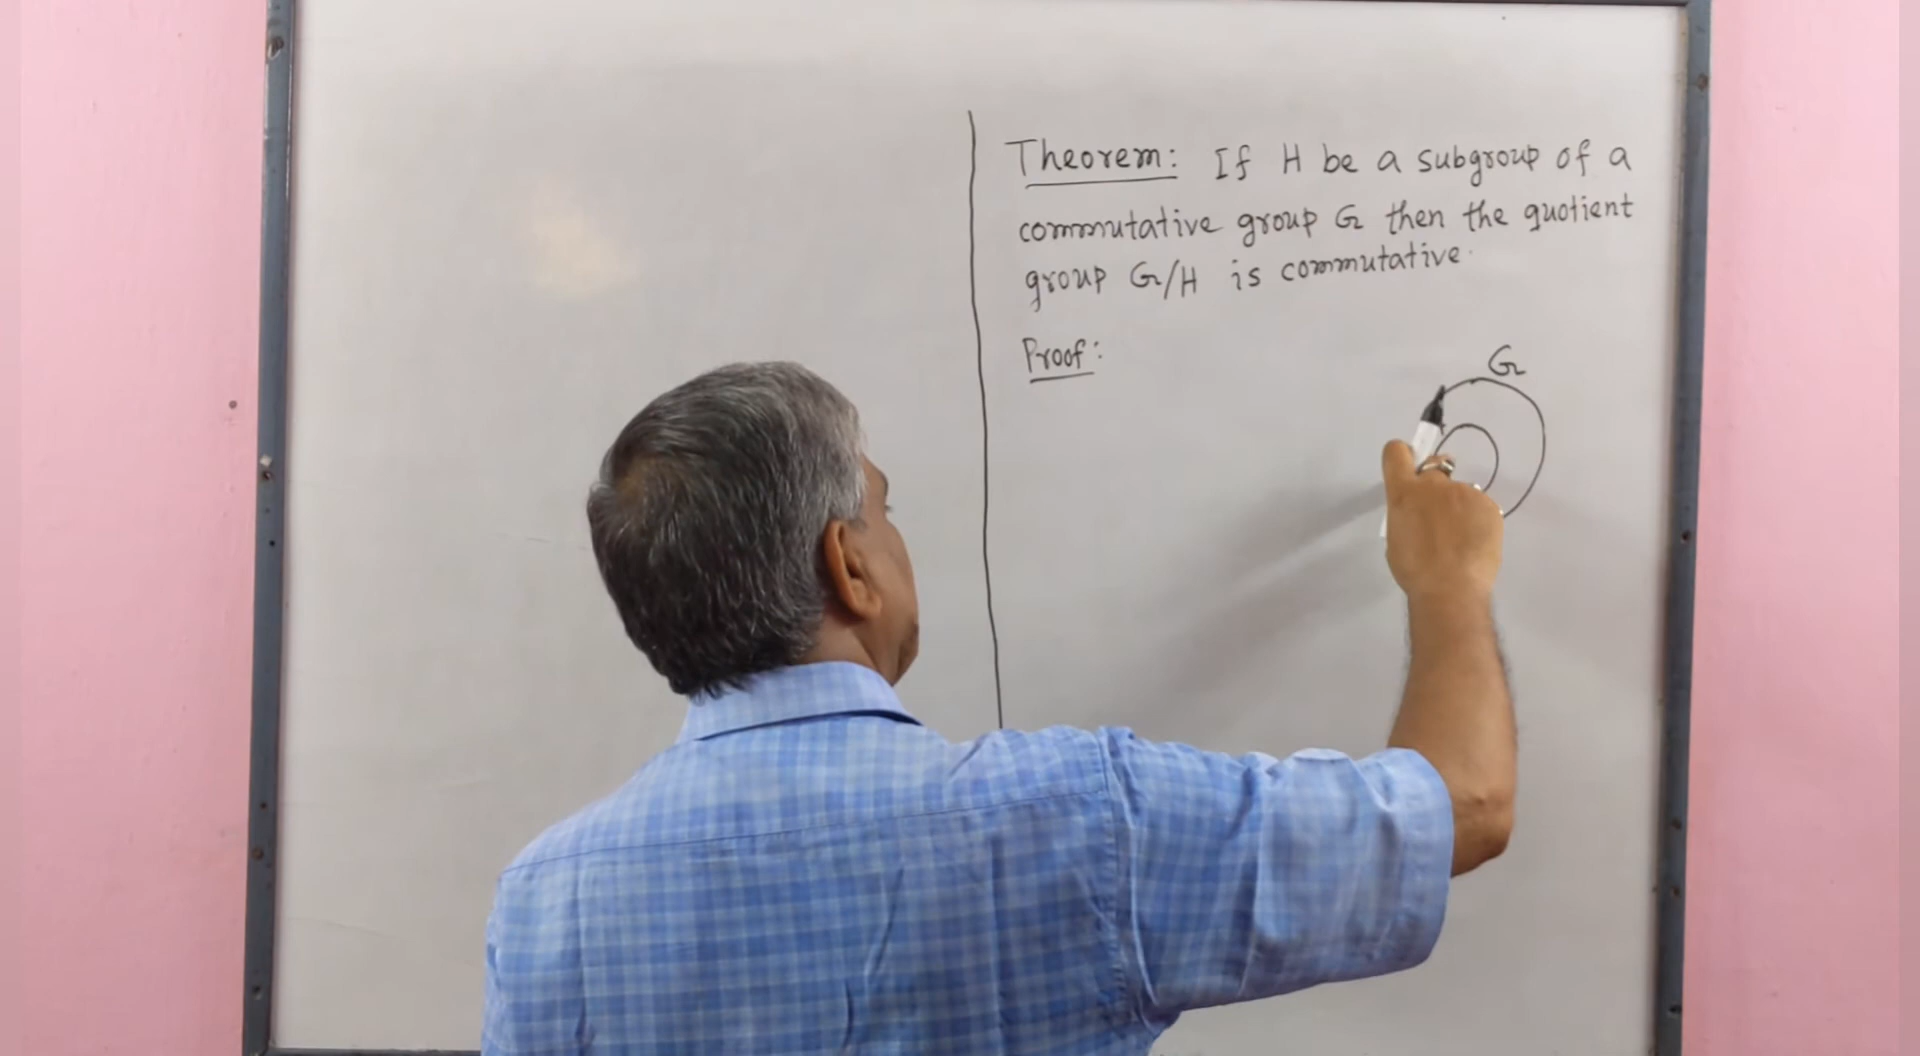 Theorem: If H be a subgroup of a
commutative group G then the quotient
group G/H is commutative.
Proof:
G